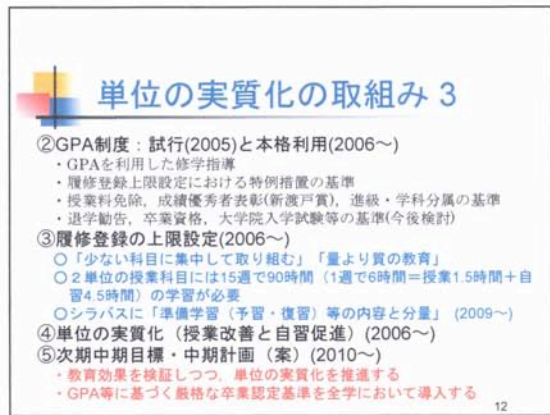 単位の実質化の取組み 3
②GPA制度：試行(2005)と本格利用(2006～)
・GPAを利用した修学指導
・履修登録上限設定における特例措置の基準
・授業料免除，成績優秀者表彰(新渡戸賞)，進級・学科分属の基準
・退学勧告，卒業資格，大学院入学試験等の基準(今後検討)
③履修登録の上限設定(2006～)
○「少ない科目に集中して取り組む」「量より質の教育」
○２単位の授業科目には15週で90時間（1週で6時間＝授業1.5時間＋自
習4.5時間）の学習が必要
○シラバスに「準備学習（予習・復習）等の内容と分量」 (2009～)
④単位の実質化（授業改善と自習促進）(2006～)
⑤次期中期目標・中期計画（案）(2010～)
・教育効果を検証しつつ，単位の実質化を推進する
・GPA等に基づく厳格な卒業認定基準を全学において導入する
12